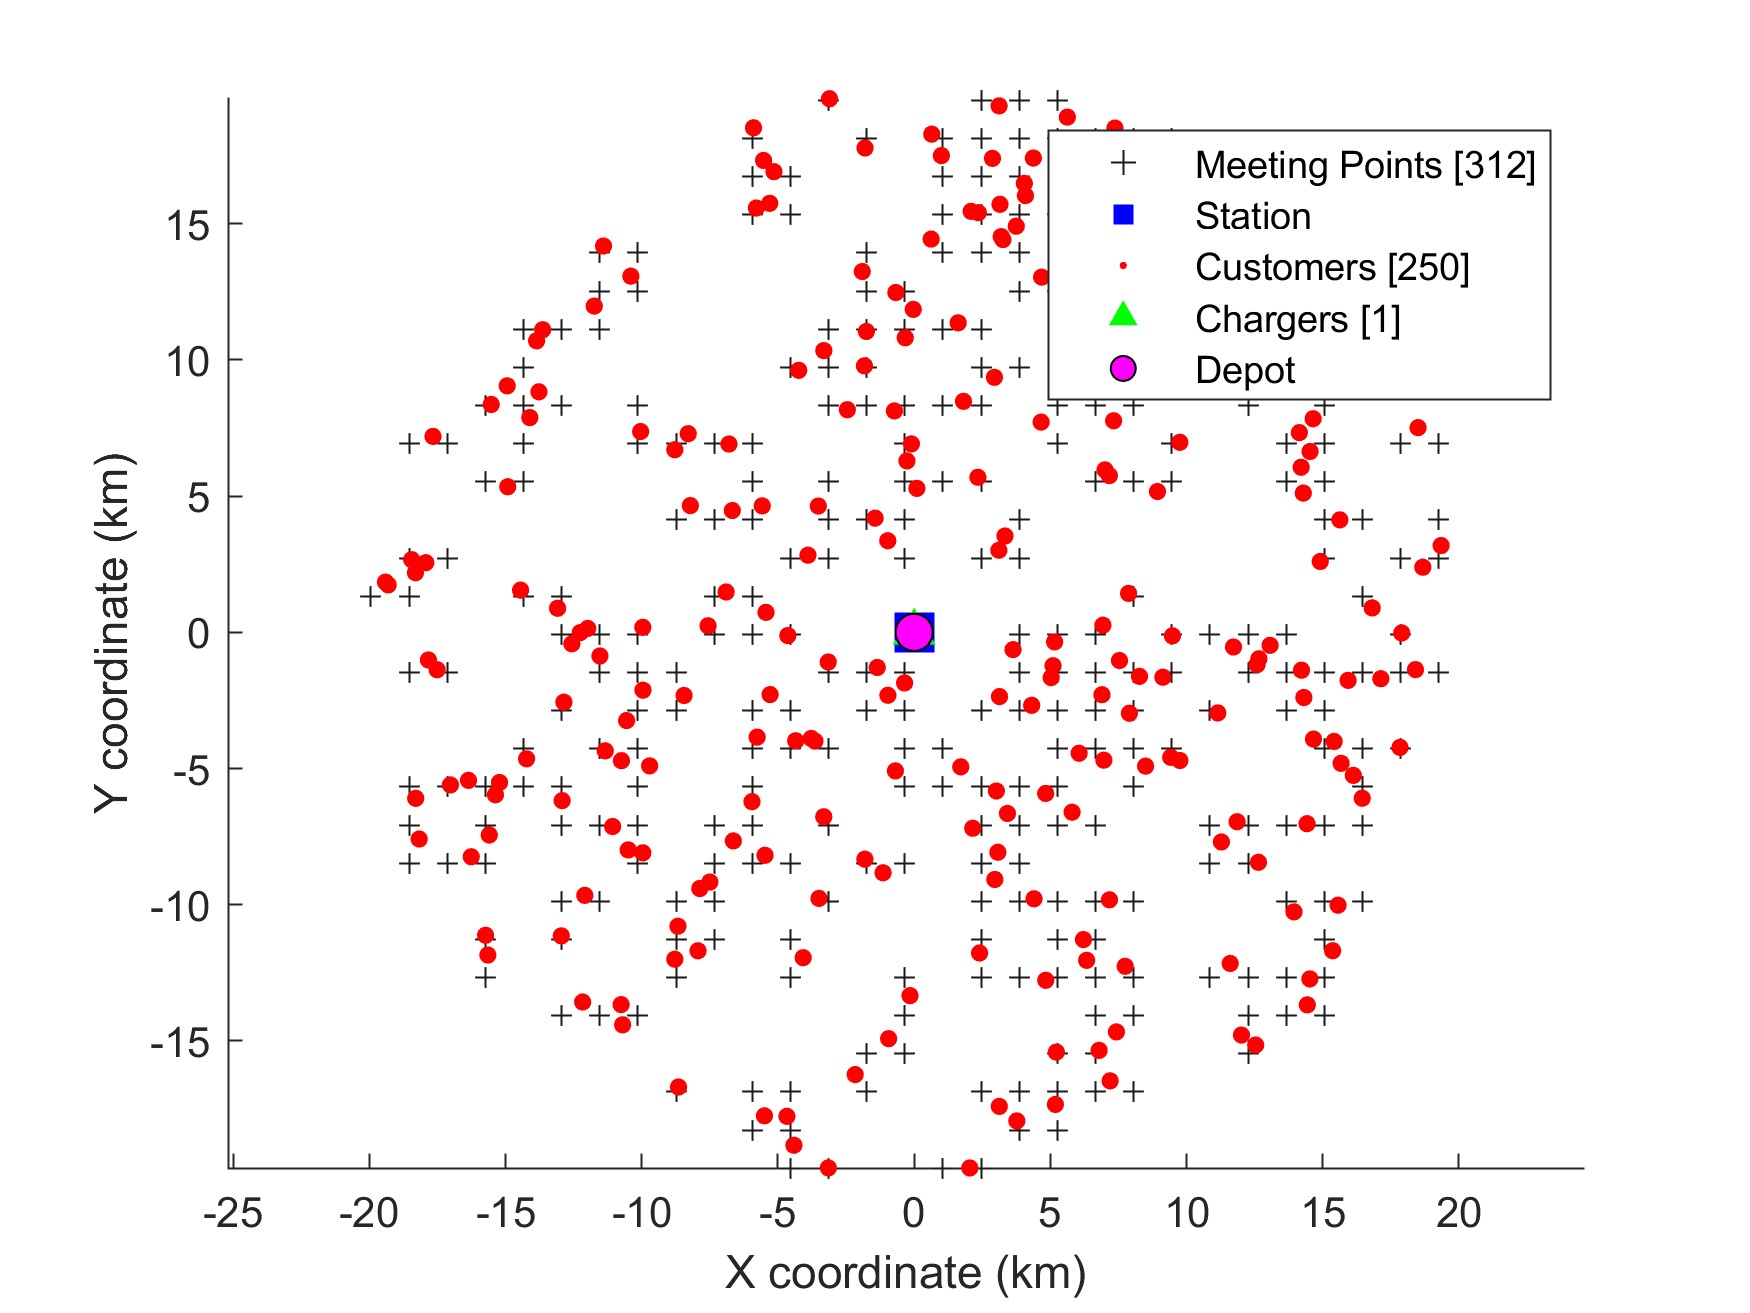 Meeting Points [312]
Station
Customers [250]
Chargers [1]
Depot
15
10
5
0
-5
-10
-15
Y coordinate (km)
-25 -20 -15 -10 -5 0 5 10 15 20
X coordinate (km)